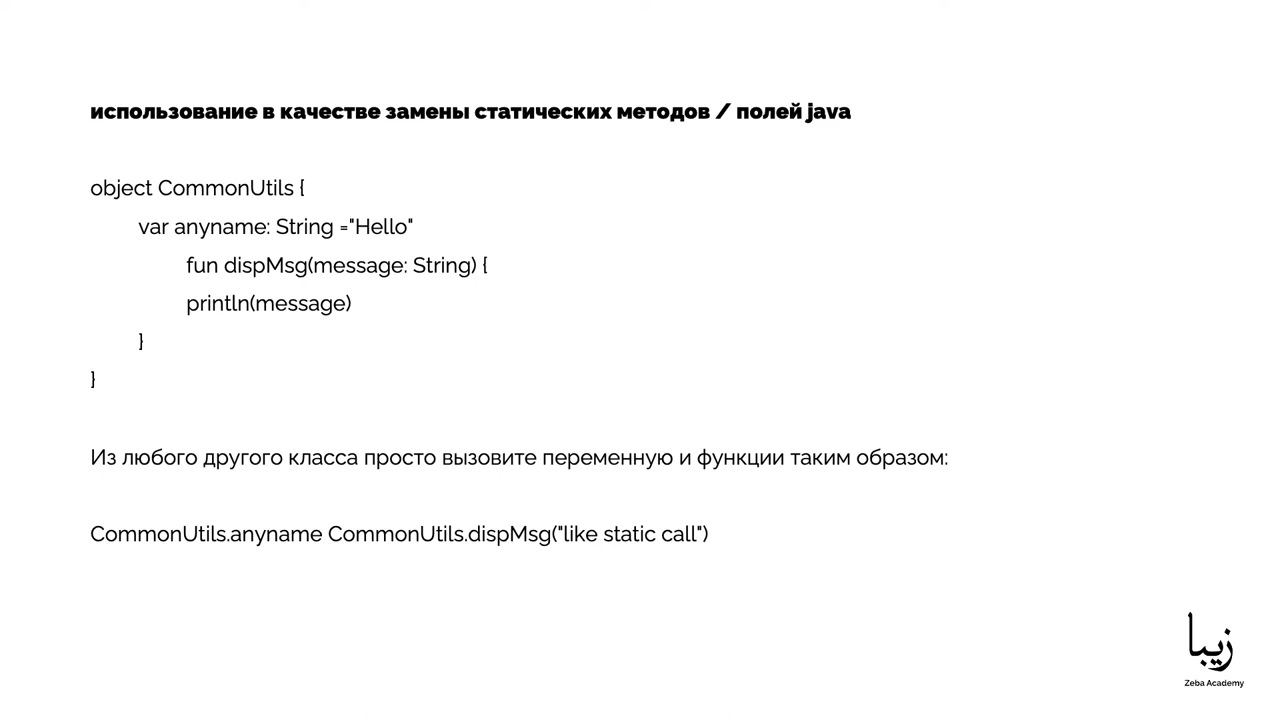 использование в качестве замены статических методов / полей java
object CommonUtils {
var anyname: String ="Hello"
fun dispMsg(message: String) {
println(message)
}
}
Из любого другого класса просто вызовите переменную и функции таким образом:
CommonUtils.anyname CommonUtils.dispMsg("like static call")
زيبا
Zeba Academy